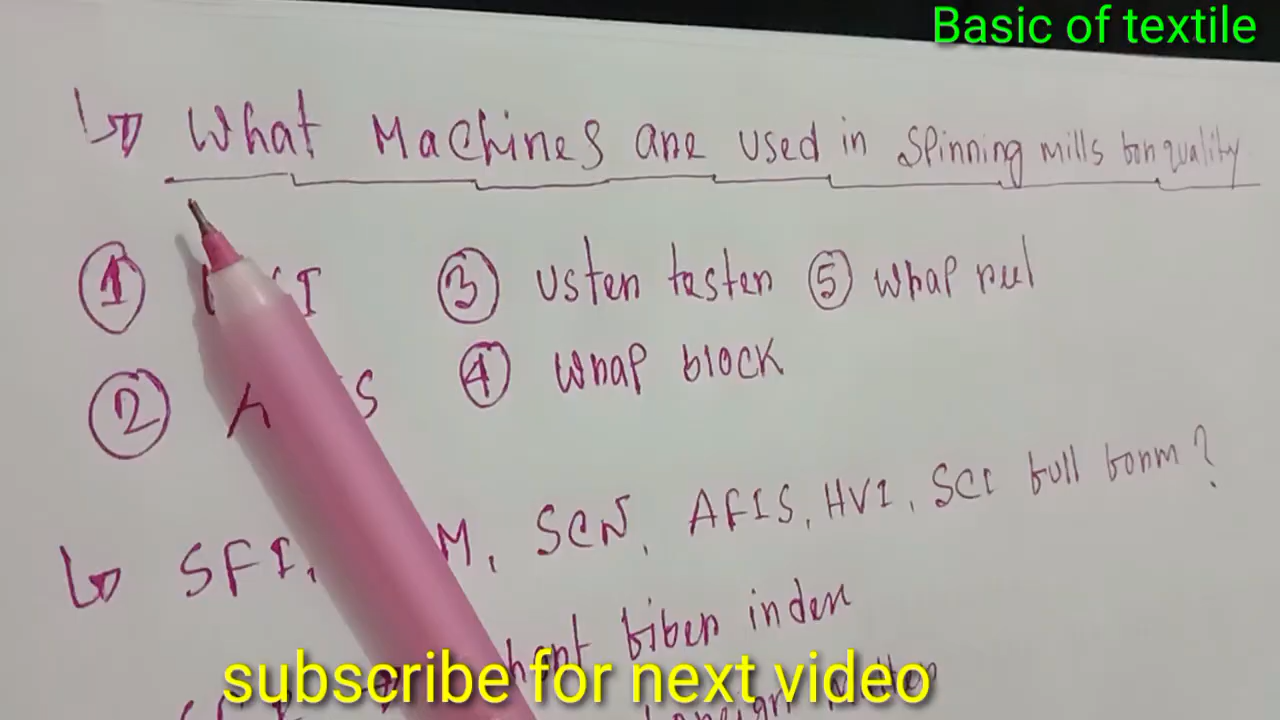 Basic of textile
What Machines are used in spinning mills for quality
① ③ Uster tester ⑤ Wrap reel
② ④ Wrap block
SFI, SCN, AFIS, HVI, SCI full form?
fiber index
subscribe for next video